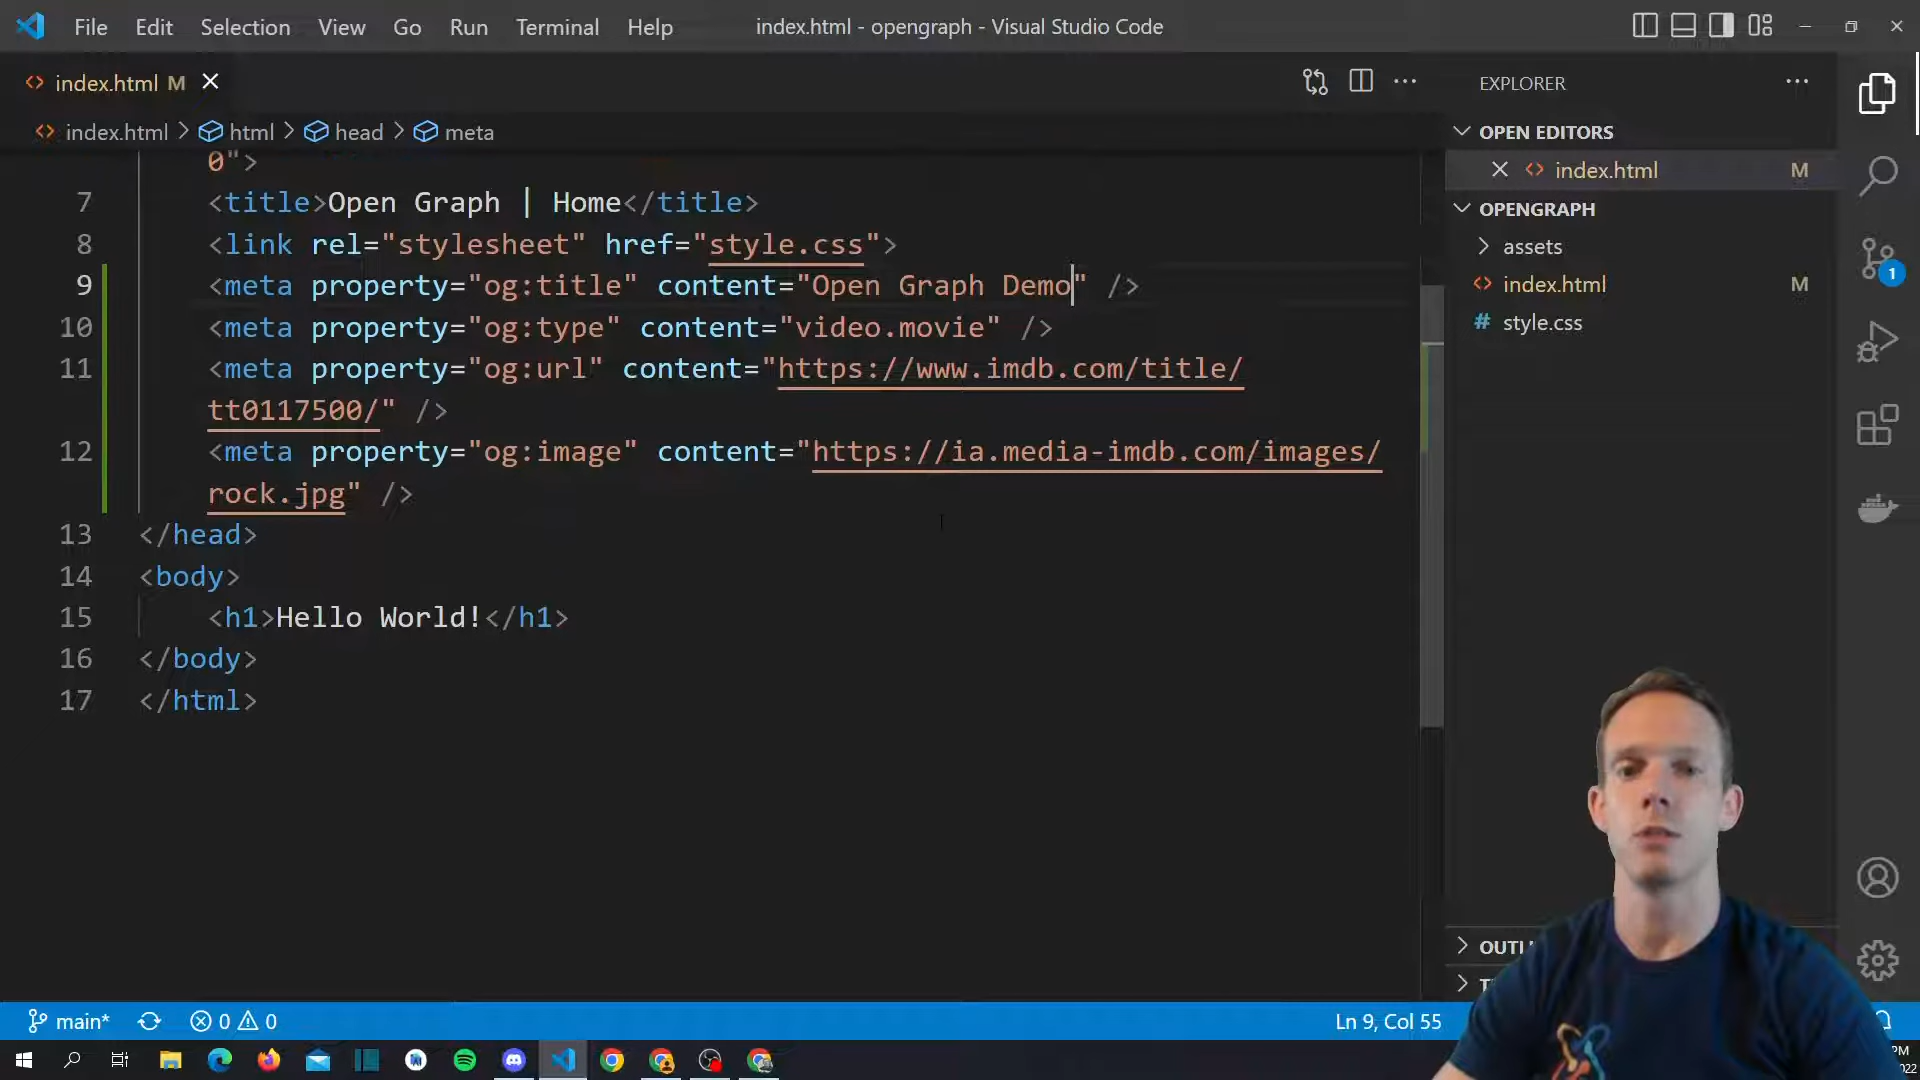 File Edit Selection View Go Run Terminal Help index.html - opengraph - Visual Studio Code
index.html M
index.html > html > head > meta
0">
7 <title>Open Graph | Home</title>
8 <link rel="stylesheet" href="style.css">
9 <meta property="og:title" content="Open Graph Demo" />
10 <meta property="og:type" content="video.movie" />
11 <meta property="og:url" content="https://www.imdb.com/title/
tt0117500/" />
12 <meta property="og:image" content="https://ia.media-imdb.com/images/
rock.jpg" />
13 </head>
14 <body>
15 <h1>Hello World!</h1>
16 </body>
17 </html>
EXPLORER
OPEN EDITORS
index.html M
OPENGRAPH
assets
index.html M
# style.css
1
main* 0 0
Ln 9, Col 55